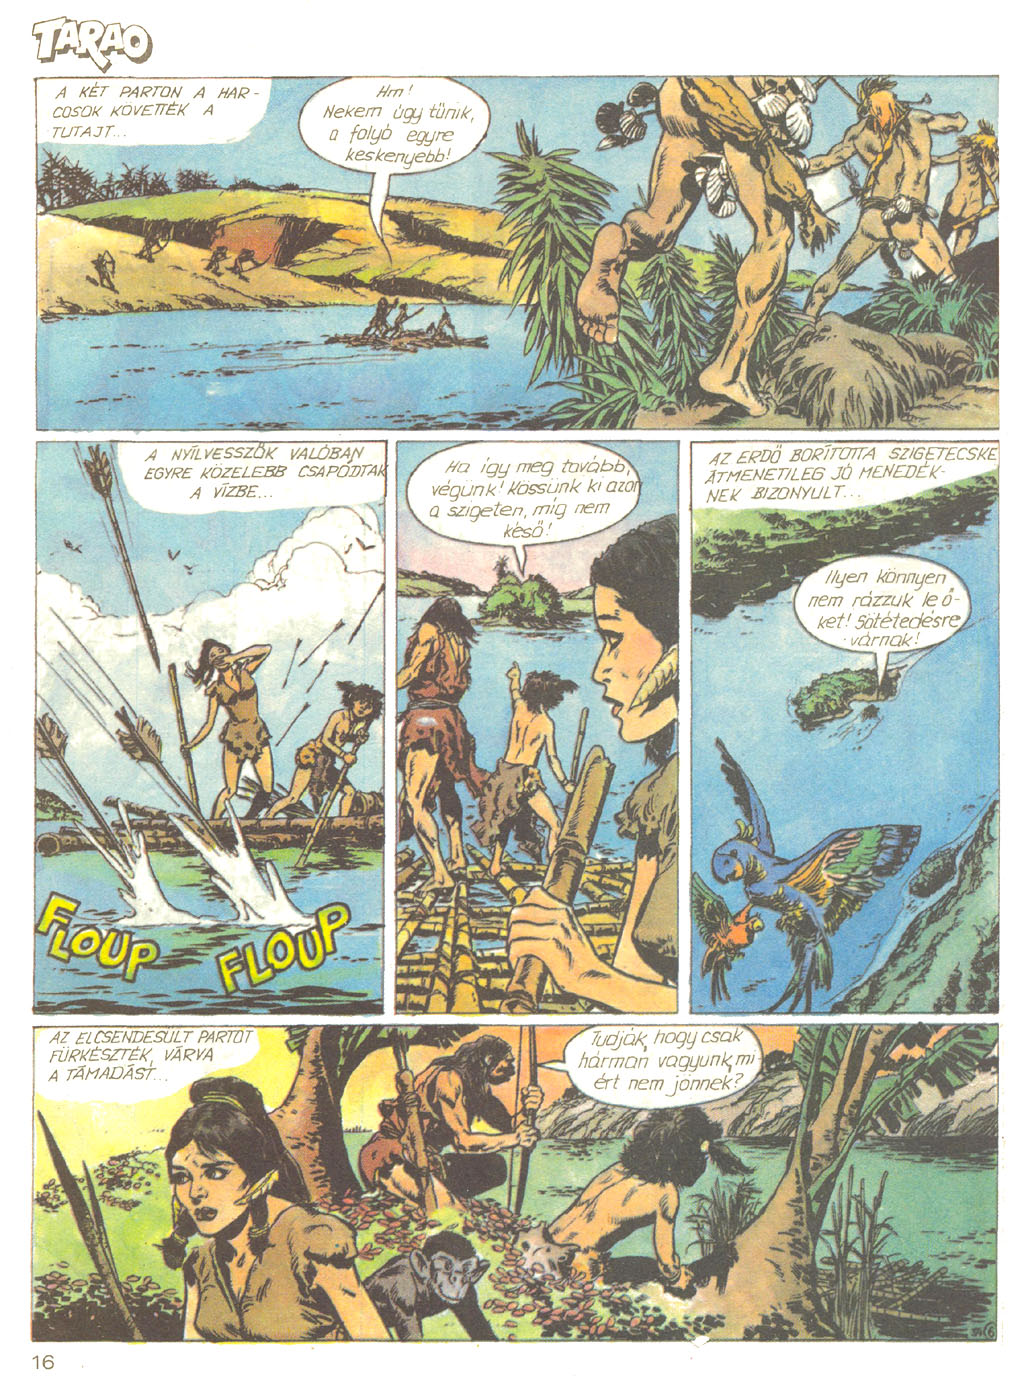 TARAO
A KÉT PARTON A HAR-
COSOK KÖVETTÉK A
TUTAJT...
Hm!
Nekem úgy tűnik,
a folyó egyre
keskenyebb!
A NYÍLVESSZŐK VALÓBAN
EGYRE KÖZELEBB CSAPÓDTAK
A VÍZBE...
FLOUP
FLOUP
Ha így meg tovább,
végünk! Kössünk ki azon
a szigeten, míg nem
késő!
AZ ERDŐ BORÍTOTTA SZIGETECSKE
ÁTMENETILEG JÓ MENEDÉK-
NEK BIZONYULT...
Ilyen könnyen
nem rázzuk le ő-
ket! Sötétedésre
várnak!
AZ ELCSENDESÜLT PARTOT
FÜRKÉSZTÉK, VÁRVA
A TÁMADÁST...
Tudják, hogy csak
hárman vagyunk, mi-
ért nem jönnek?
16